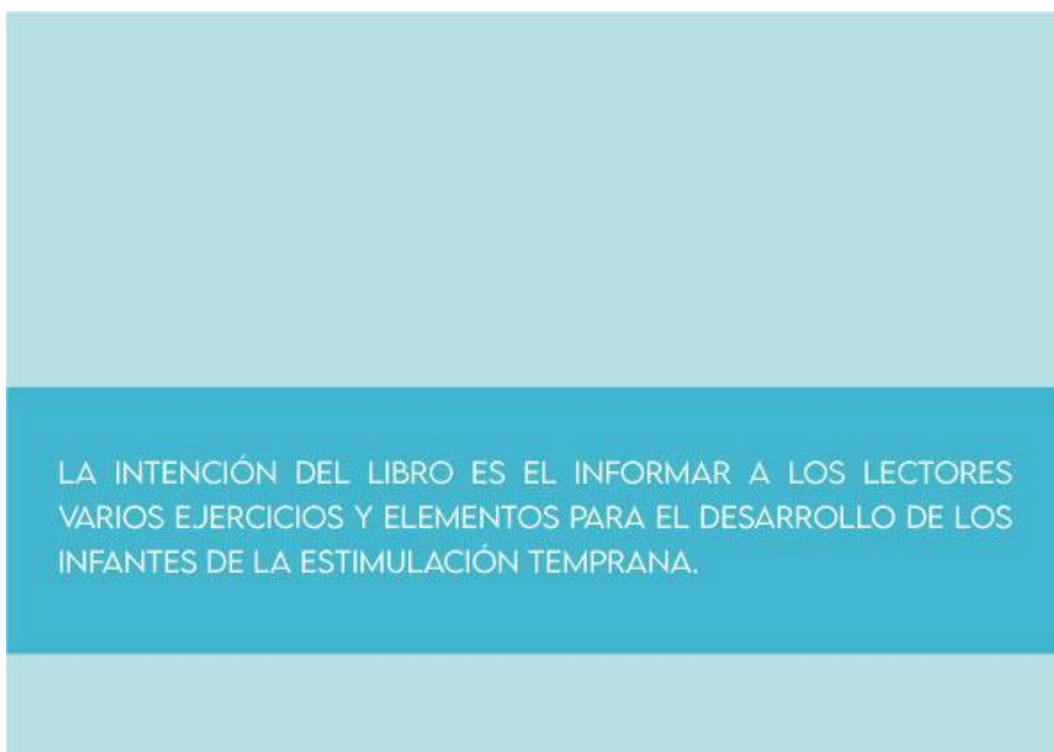 LA INTENCIÓN DEL LIBRO ES EL INFORMAR A LOS LECTORES
VARIOS EJERCICIOS Y ELEMENTOS PARA EL DESARROLLO DE LOS
INFANTES DE LA ESTIMULACIÓN TEMPRANA.